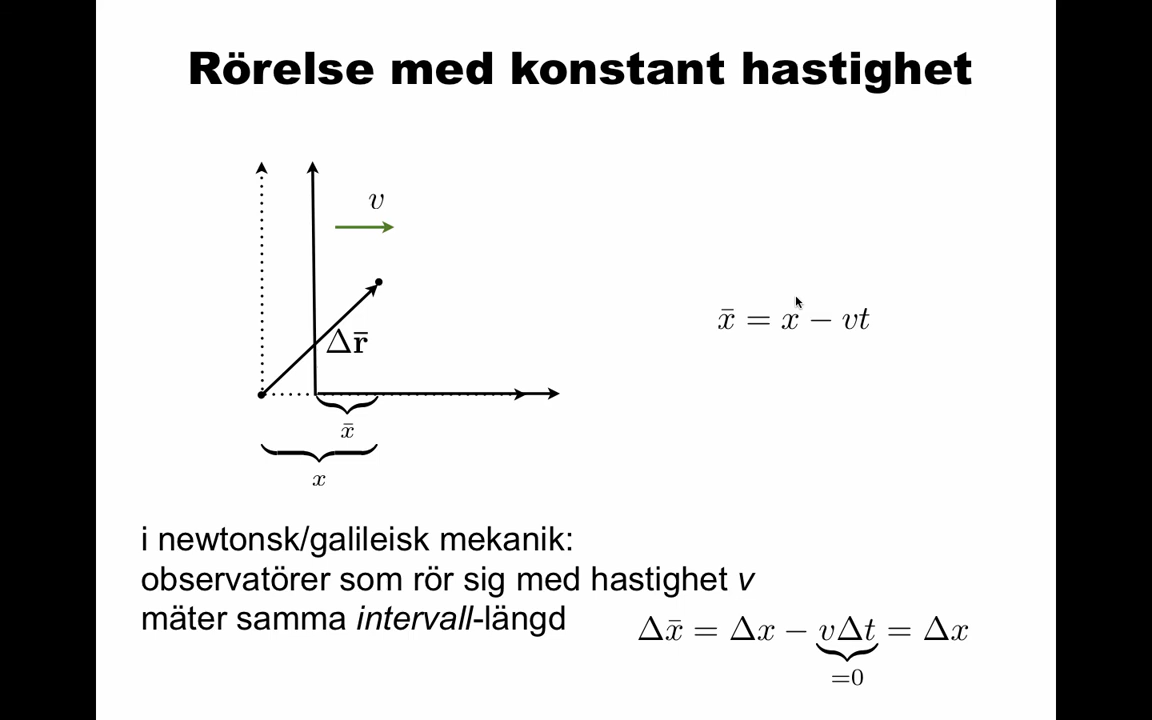 Rörelse med konstant hastighet
v
Δr̄
x̄ = x − vt
x̄
x
i newtonsk/galileisk mekanik:
observatörer som rör sig med hastighet v
mäter samma intervall-längd
Δx̄ = Δx − vΔt = Δx
=0